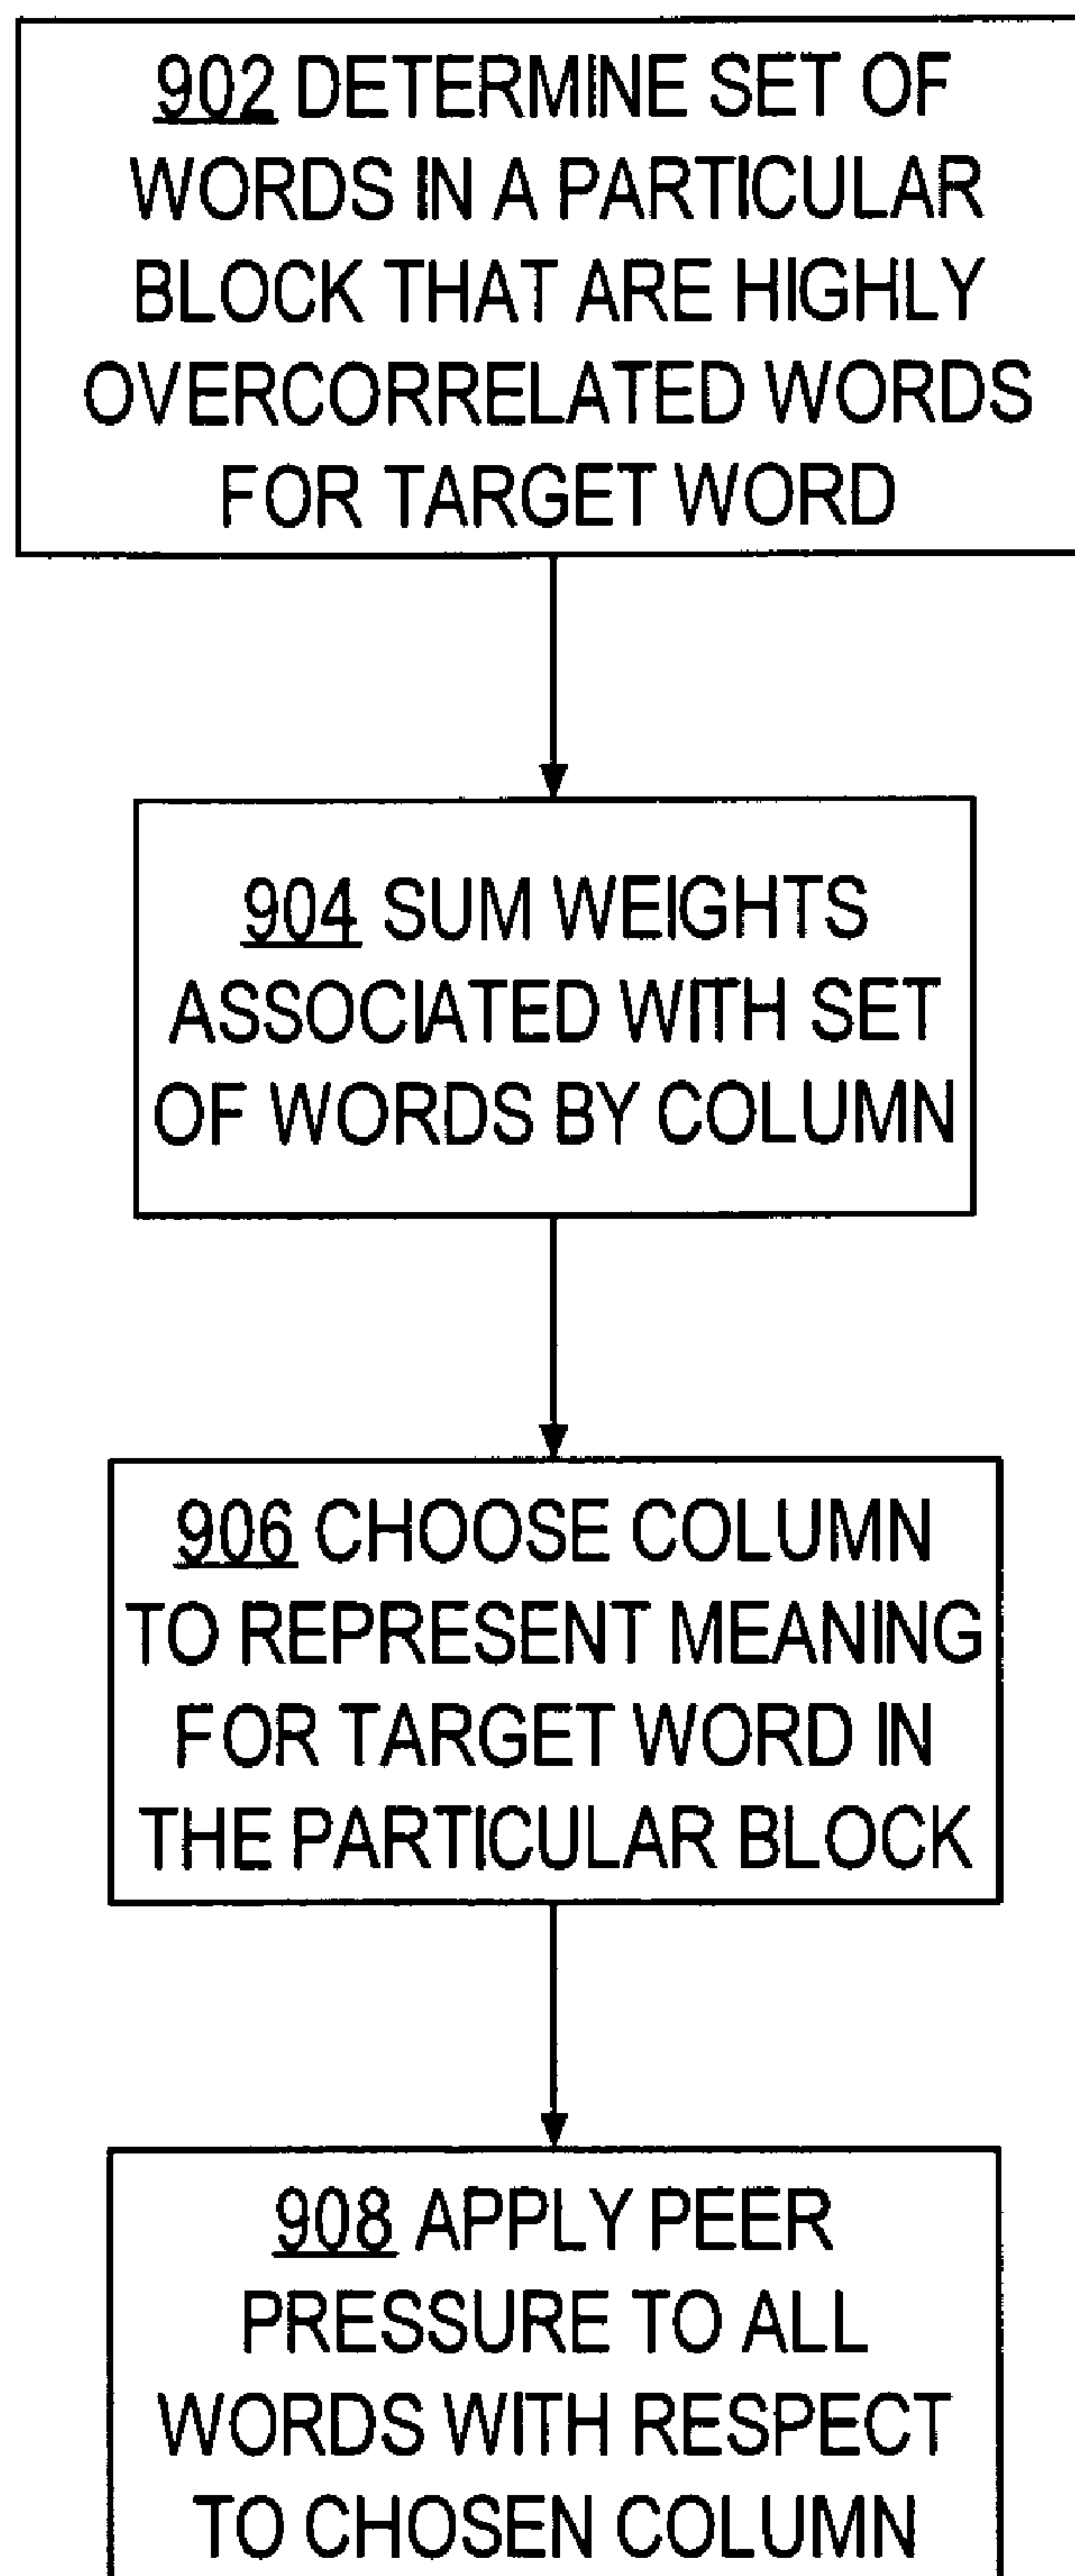 902 DETERMINE SET OF
WORDS IN A PARTICULAR
BLOCK THAT ARE HIGHLY
OVERCORRELATED WORDS
FOR TARGET WORD
904 SUM WEIGHTS
ASSOCIATED WITH SET
OF WORDS BY COLUMN
906 CHOOSE COLUMN
TO REPRESENT MEANING
FOR TARGET WORD IN
THE PARTICULAR BLOCK
908 APPLY PEER
PRESSURE TO ALL
WORDS WITH RESPECT
TO CHOSEN COLUMN